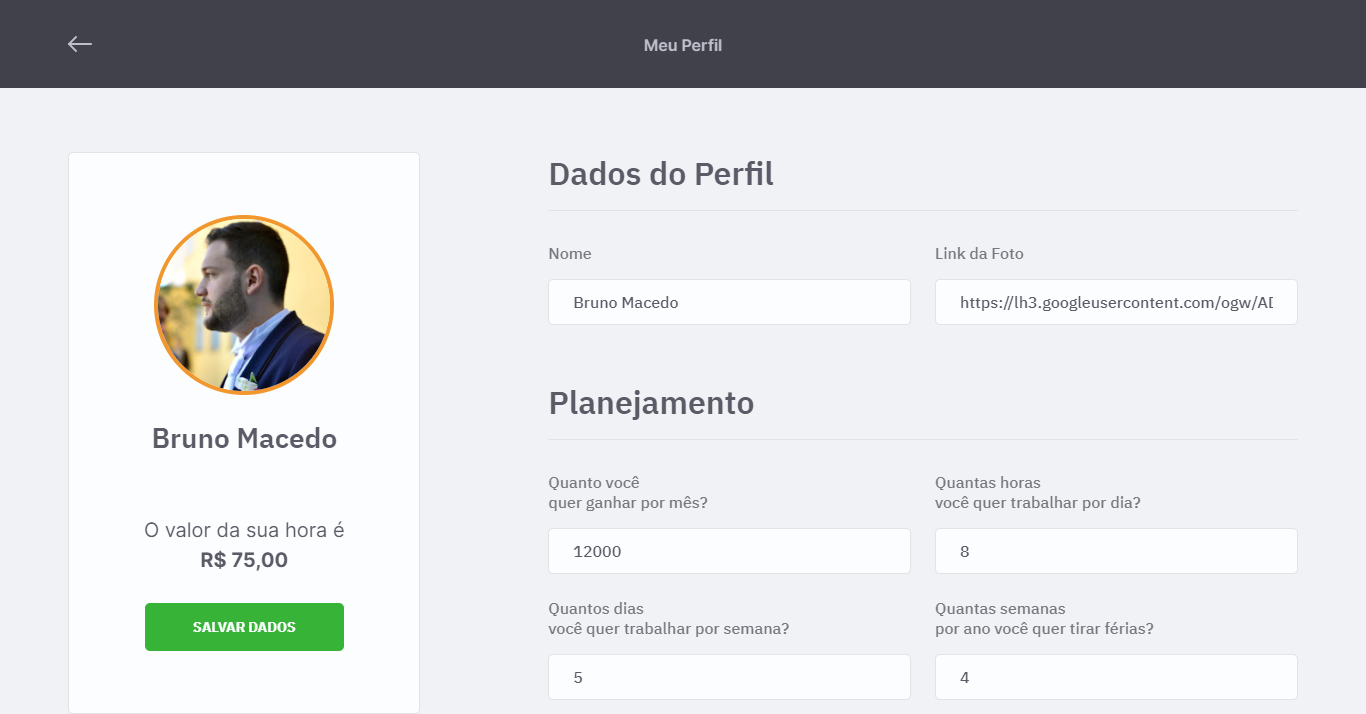 Meu Perfil
Bruno Macedo
O valor da sua hora é
R$ 75,00
SALVAR DADOS
Dados do Perfil
Nome
Bruno Macedo
Link da Foto
https://lh3.googleusercontent.com/ogw/AD
Planejamento
Quanto você
quer ganhar por mês?
12000
Quantas horas
você quer trabalhar por dia?
8
Quantos dias
você quer trabalhar por semana?
5
Quantas semanas
por ano você quer tirar férias?
4